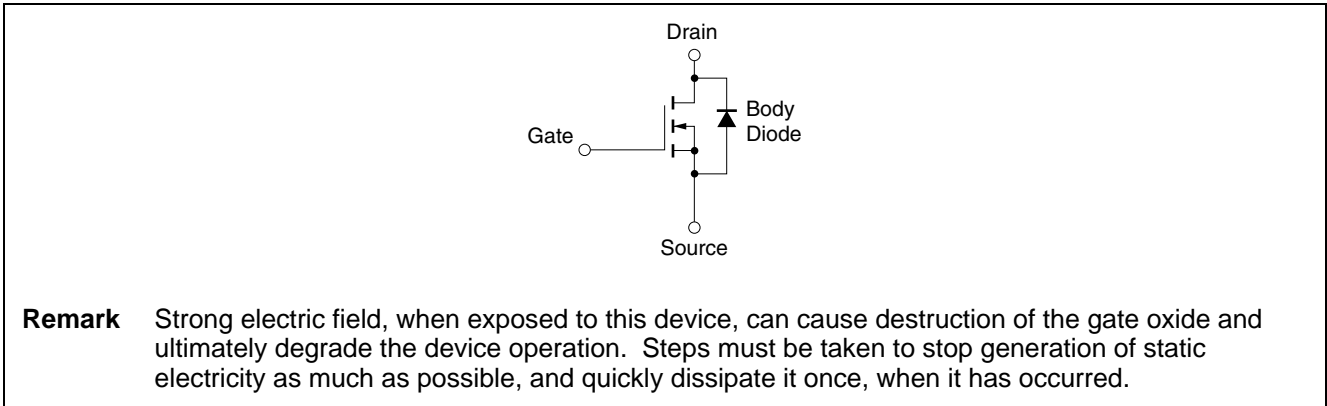 Drain
Body
Diode
Gate
Source
Remark Strong electric field, when exposed to this device, can cause destruction of the gate oxide and
ultimately degrade the device operation. Steps must be taken to stop generation of static
electricity as much as possible, and quickly dissipate it once, when it has occurred.